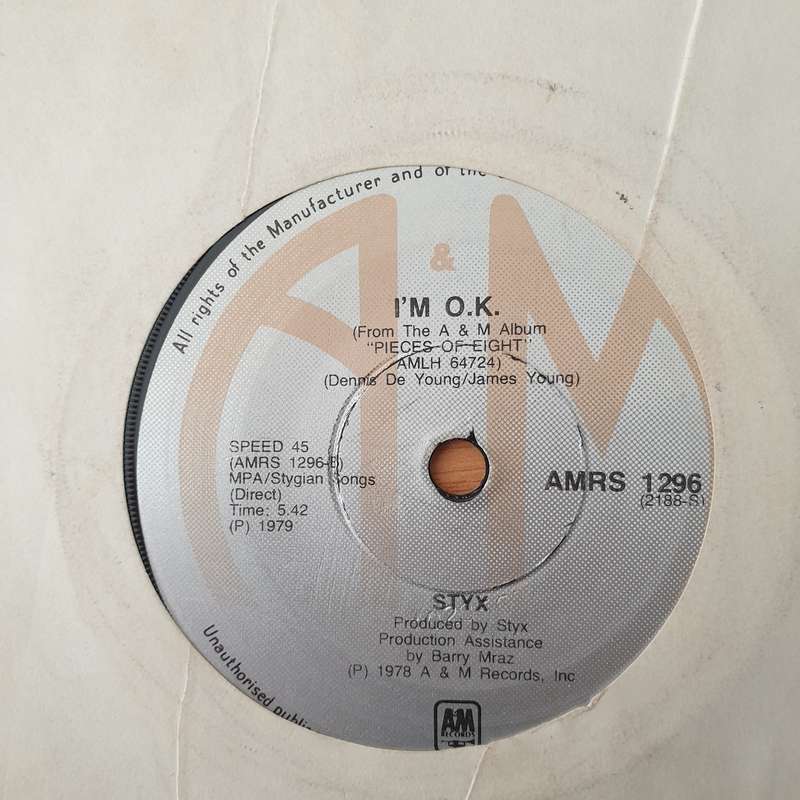 All rights of the Manufacturer and of the
A & M
I'M O.K.
(From The A & M Album
"PIECES OF EIGHT"
AMLH 64724)
(Dennis De Young/James Young)
SPEED 45
(AMRS 1296-B)
MPA/Stygian Songs
(Direct)
Time: 5.42
(P) 1979
AMRS 1296
(2188-S)
STYX
Produced by Styx
Production Assistance
by Barry Mraz
(P) 1978 A & M Records, Inc
Unauthorised
AM
RECORDS